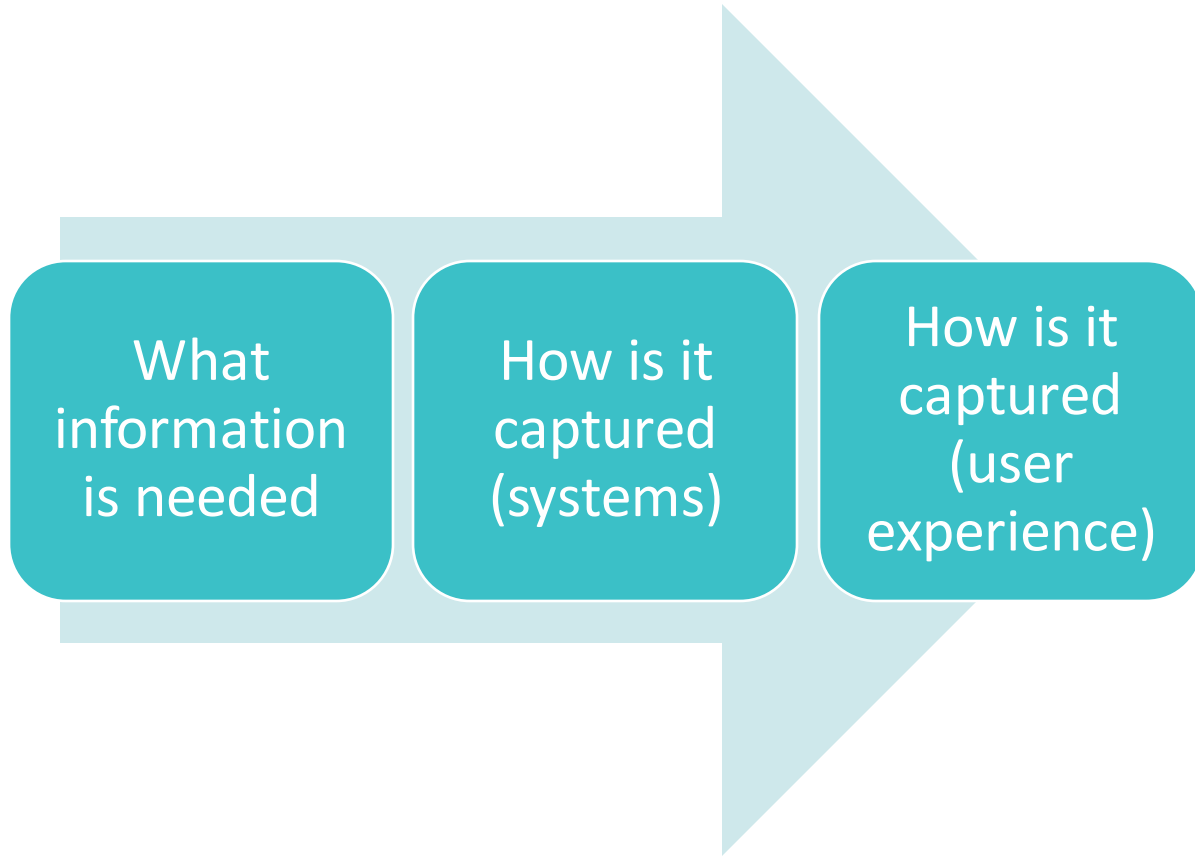 What
information
is needed
How is it
captured
(systems)
How is it
captured
(user
experience)